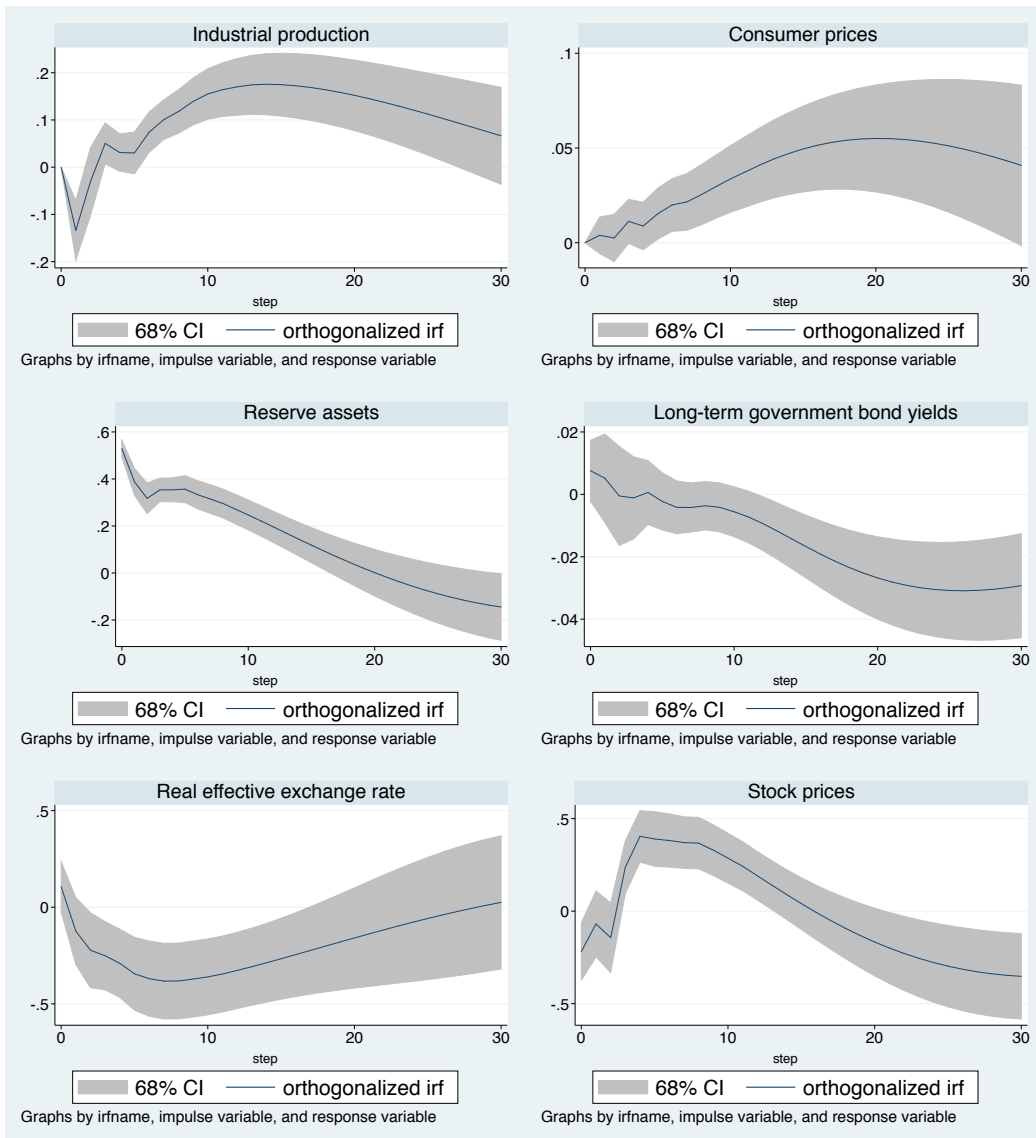 Industrial production
.2
.1
0
-.1
-.2
0 10 20 30
step
68% CI orthogonalized irf
Graphs by irfname, impulse variable, and response variable
Consumer prices
0.1
0.05
0
0 10 20 30
step
68% CI orthogonalized irf
Graphs by irfname, impulse variable, and response variable
Reserve assets
.6
.4
.2
0
-.2
0 10 20 30
step
68% CI orthogonalized irf
Graphs by irfname, impulse variable, and response variable
Long-term government bond yields
.02
0
-.02
-.04
0 10 20 30
step
68% CI orthogonalized irf
Graphs by irfname, impulse variable, and response variable
Real effective exchange rate
.5
0
-.5
0 10 20 30
step
68% CI orthogonalized irf
Graphs by irfname, impulse variable, and response variable
Stock prices
.5
0
-.5
0 10 20 30
step
68% CI orthogonalized irf
Graphs by irfname, impulse variable, and response variable